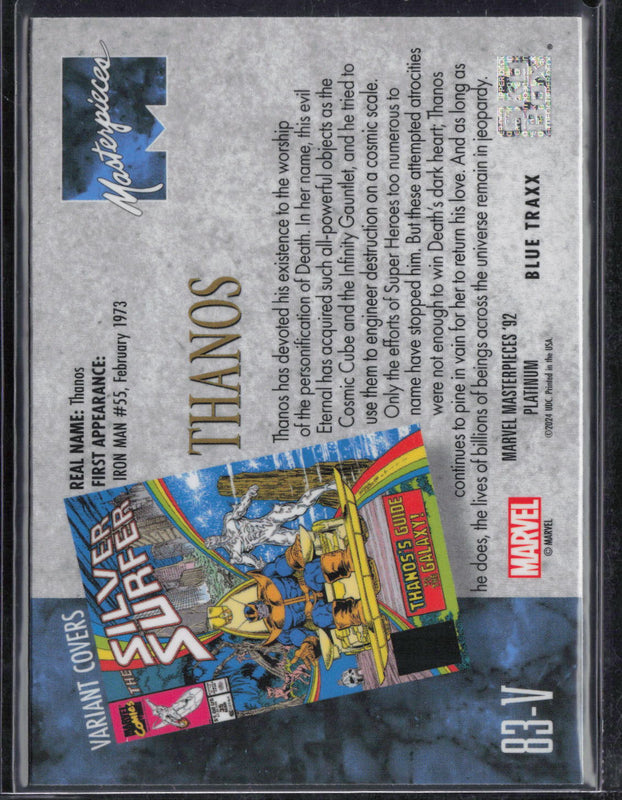 Masterpieces
REAL NAME: Thanos
FIRST APPEARANCE:
IRON MAN #55, February 1973
THANOS
Thanos has devoted his existence to the worship
of the personification of Death. In her name, this evil
Eternal has acquired such all-powerful objects as the
Cosmic Cube and the Infinity Gauntlet, and he tried to
use them to engineer destruction on a cosmic scale.
Only the efforts of Super Heroes too numerous to
name have stopped him. But these attempted atrocities
were not enough to win Death's dark heart; Thanos
continues to pine in vain for her to return his love. And as long as
he does, the lives of billions of beings across the universe remain in jeopardy.
VARIANT COVERS
MARVEL COMICS
THE
SILVER
SURFER
THANOS'S GUIDE
TO THE
GALAXY!
MARVEL
© MARVEL
MARVEL MASTERPIECES '92
PLATINUM
©2024 UDC. Printed in the USA.
BLUE TRAXX
83-V